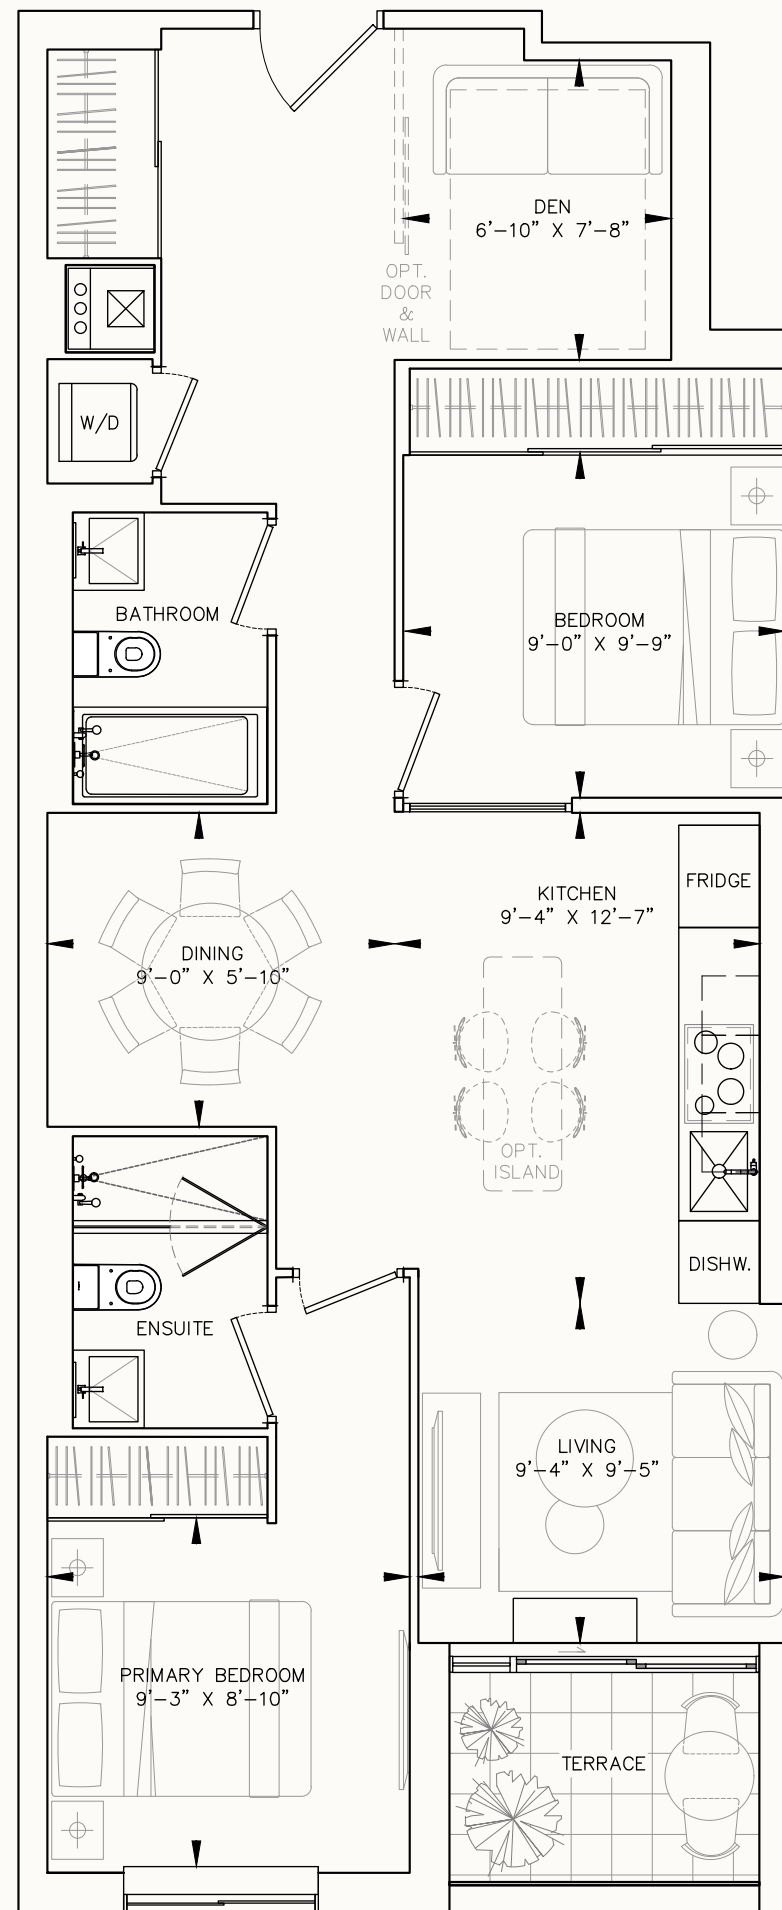 DEN
6'-10" X 7'-8"
OPT.
DOOR
&
WALL
W/D
BATHROOM
BEDROOM
9'-0" X 9'-9"
FRIDGE
KITCHEN
9'-4" X 12'-7"
DINING
9'-0" X 5'-10"
OPT.
ISLAND
DISHW.
ENSUITE
LIVING
9'-4" X 9'-5"
PRIMARY BEDROOM
9'-3" X 8'-10"
TERRACE